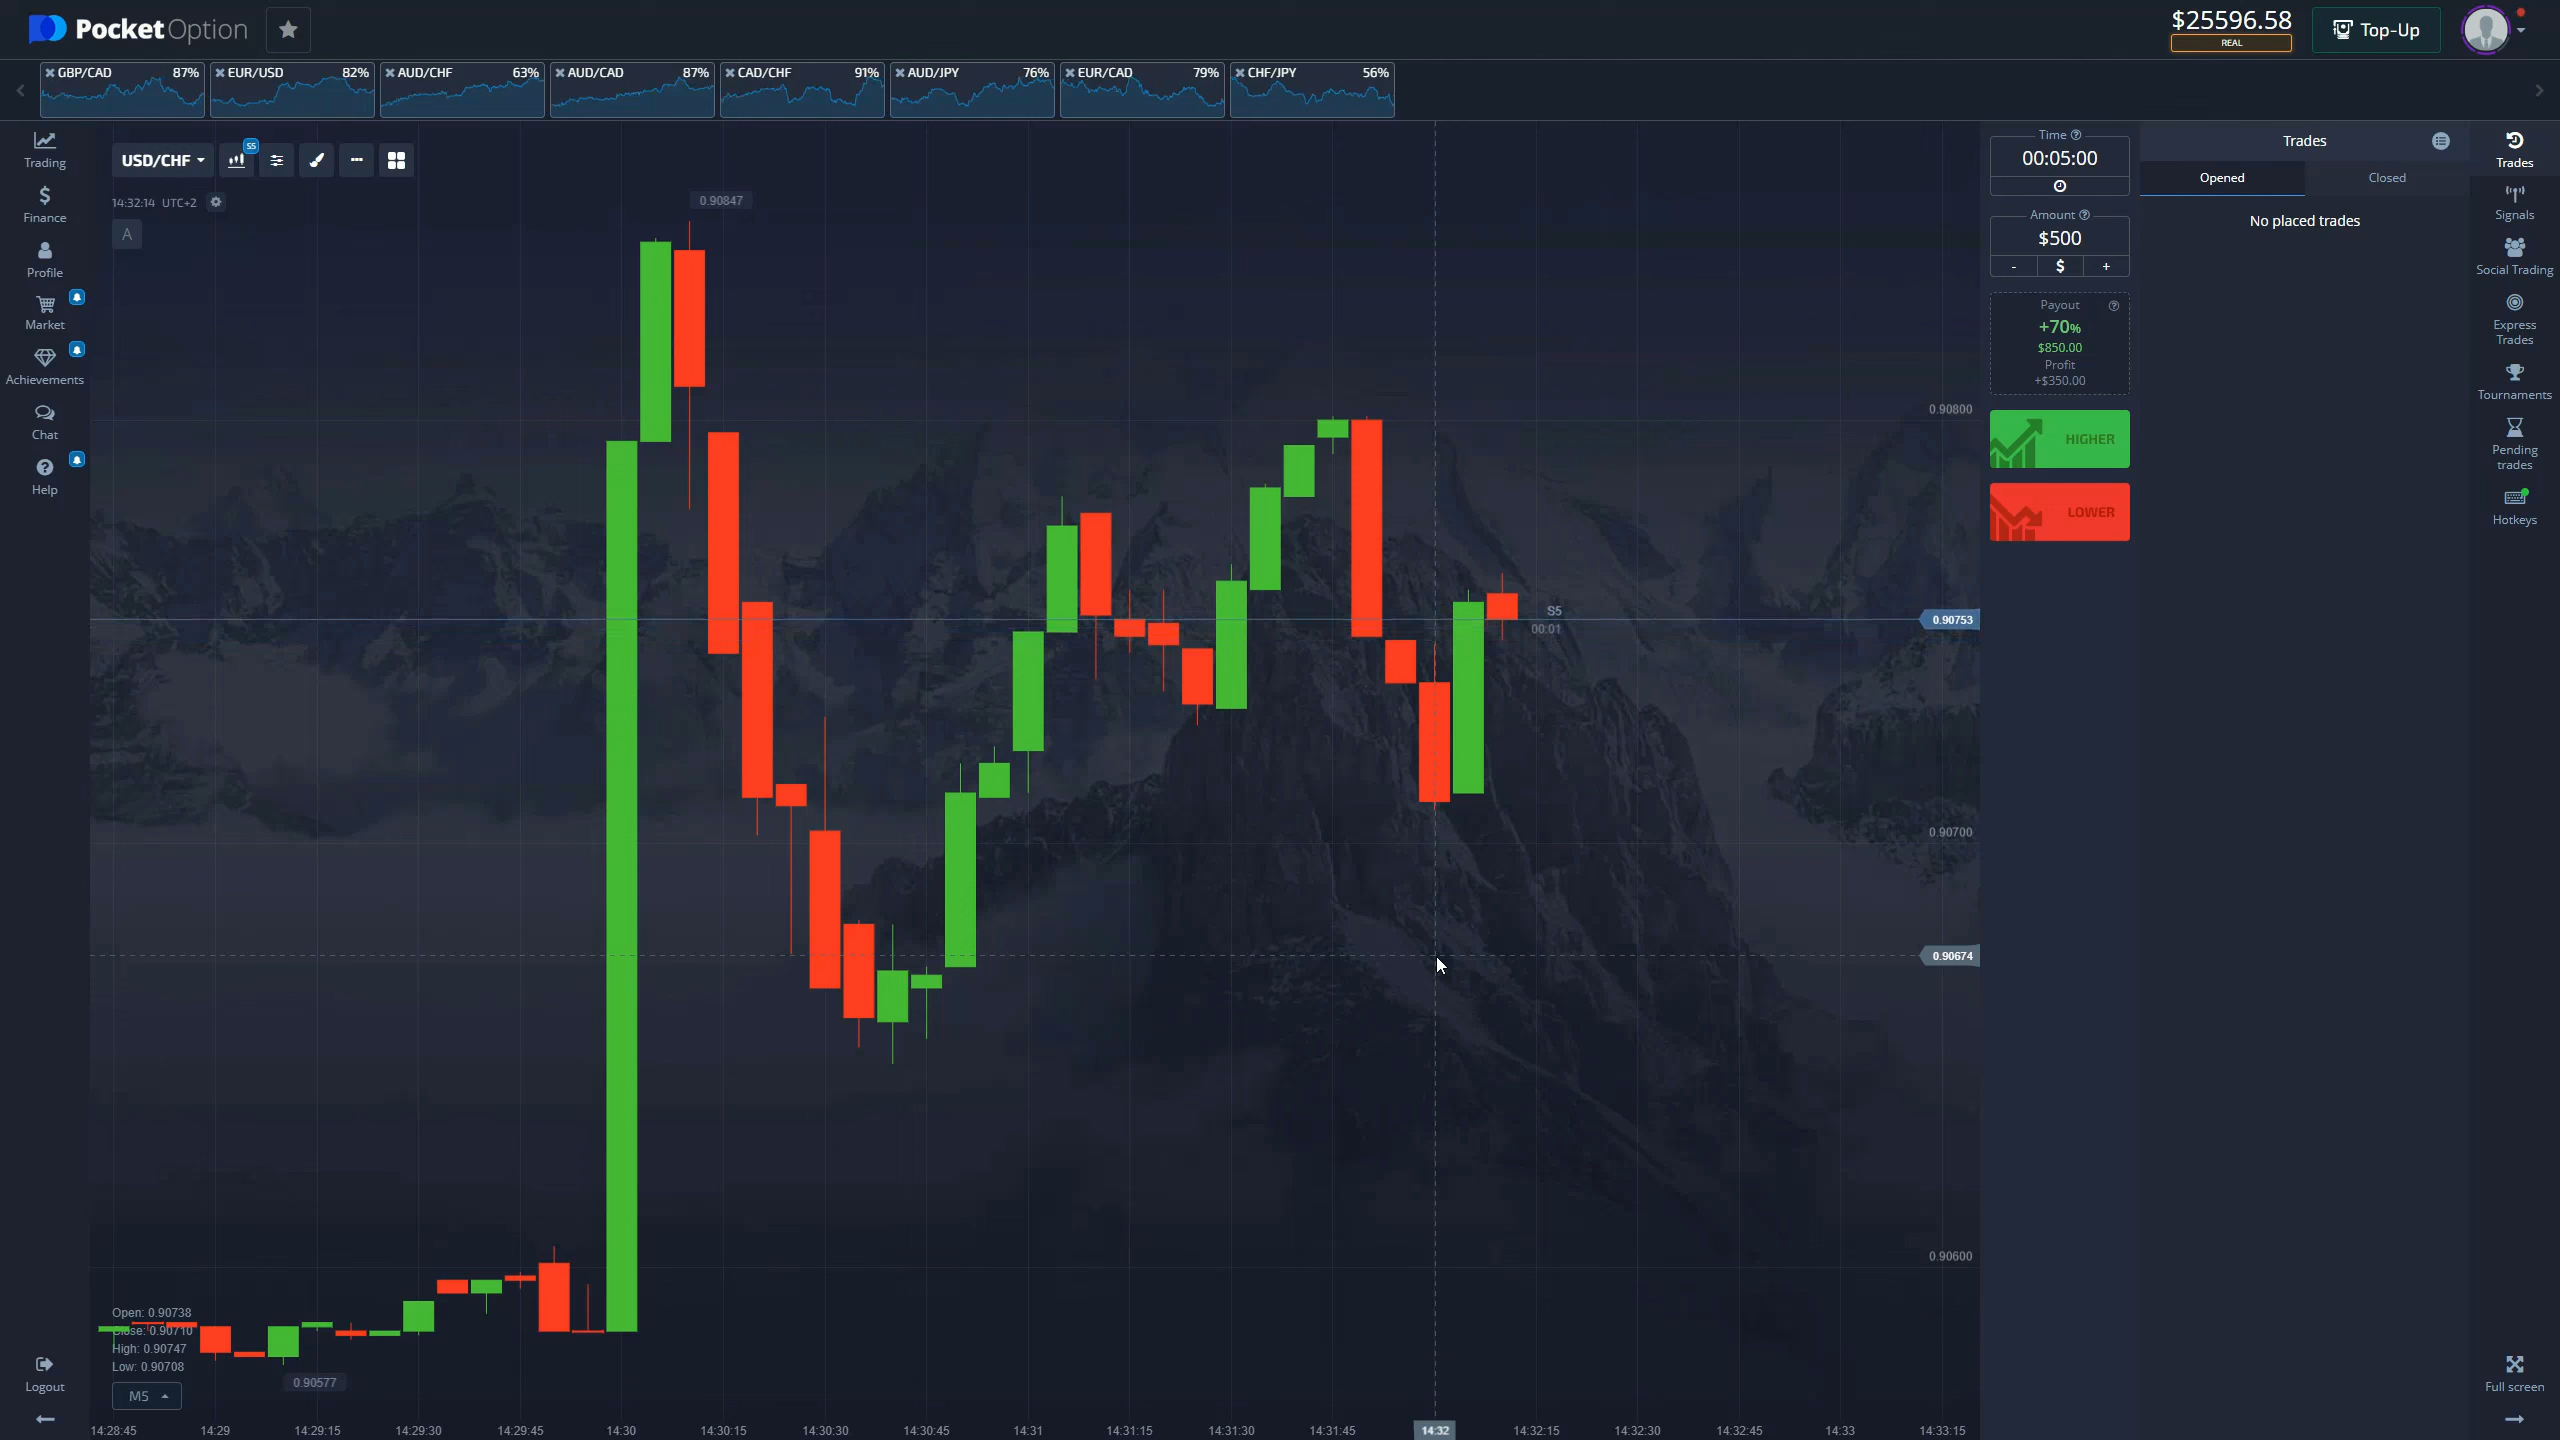 PocketOption
$25596.58
REAL
Top-Up
GBP/CAD 87%
EUR/USD 82%
AUD/CHF 63%
AUD/CAD 87%
CAD/CHF 91%
AUD/JPY 76%
EUR/CAD 79%
CHF/JPY 56%
Trading
Finance
Profile
Market
Achievements
Chat
Help
Logout
USD/CHF
S5
14:32:14 UTC+2
A
0.90847
S5
00:01
0.90800
0.90753
0.90700
0.90674
0.90600
0.90577
Open: 0.90738
Close: 0.90710
High: 0.90747
Low: 0.90708
M5
14:28:45 14:29 14:29:15 14:29:30 14:29:45 14:30 14:30:15 14:30:30 14:30:45 14:31 14:31:15 14:31:30 14:31:45 14:32 14:32:15 14:32:30 14:32:45 14:33 14:33:15
Time
00:05:00
Amount
$500
- $ +
Payout
+70%
$850.00
Profit
+$350.00
HIGHER
LOWER
Trades
Opened Closed
No placed trades
Trades
Signals
Social Trading
Express
Trades
Tournaments
Pending
trades
Hotkeys
Full screen